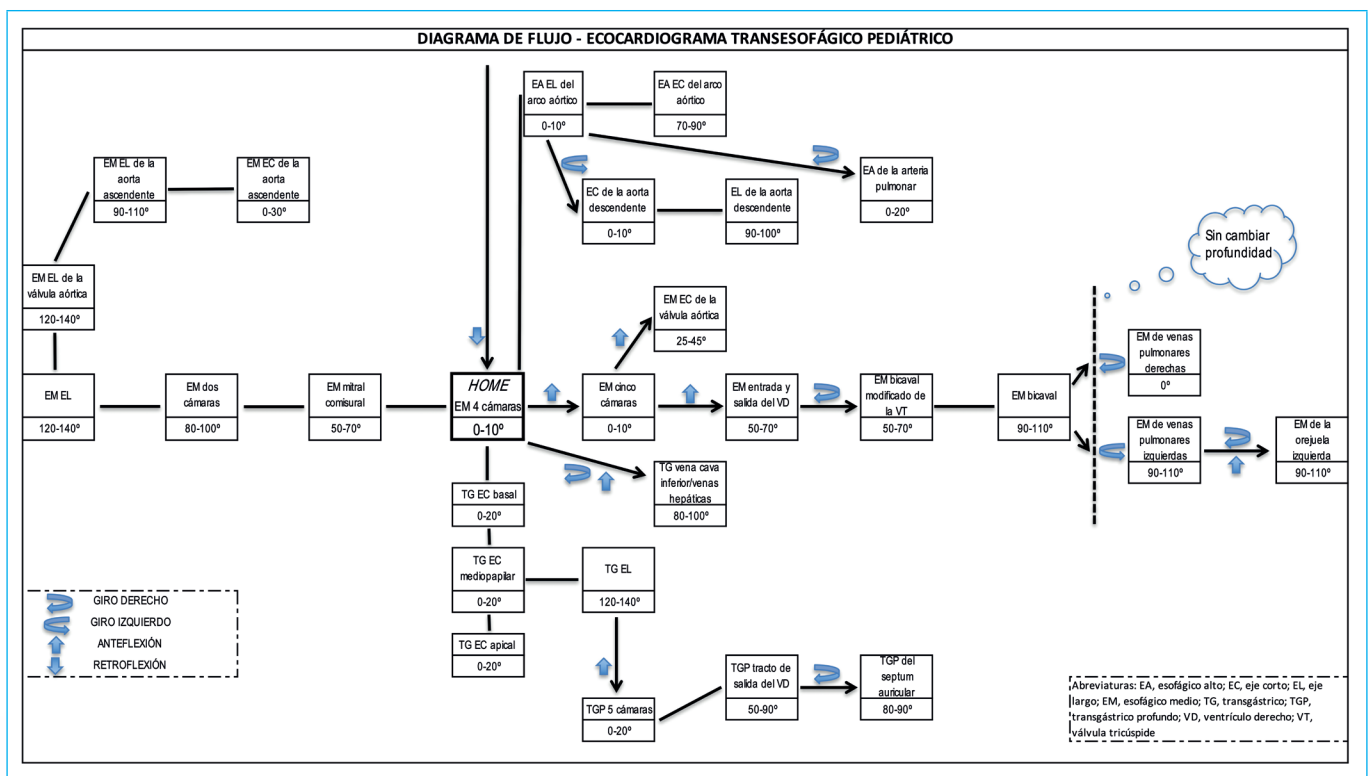 DIAGRAMA DE FLUJO - ECOCARDIOGRAMA TRANSESOFÁGICO PEDIÁTRICO
EA EL del
arco aórtico
0-10º
EA EC del arco
aórtico
70-90º
EM EL de la
aorta
ascendente
90-110º
EM EC de la
aorta
ascendente
0-30º
EC de la aorta
descendente
0-10º
EL de la aorta
descendente
90-100º
EA de la arteria
pulmonar
0-20º
Sin cambiar
profundidad
EM EL de la
válvula aórtica
120-140º
EM EC de la
válvula aórtica
25-45º
EM de venas
pulmonares
derechas
0º
EM EL
120-140º
EM dos
cámaras
80-100º
EM mitral
comisural
50-70º
HOME
EM 4 cámaras
0-10º
EM cinco
cámaras
0-10º
EM entrada y
salida del VD
50-70º
EM bicaval
modificado de
la VT
50-70º
EM bicaval
90-110º
EM de venas
pulmonares
izquierdas
90-110º
EM de la
orejuela
izquierda
90-110º
TG EC basal
0-20º
TG vena cava
inferior/venas
hepáticas
80-100º
TG EC
mediopapilar
0-20º
TG EL
120-140º
TG EC apical
0-20º
TGP 5 cámaras
0-20º
TGP tracto de
salida del VD
50-90º
TGP del
septum
auricular
80-90º
GIRO DERECHO
GIRO IZQUIERDO
ANTEFLEXIÓN
RETROFLEXIÓN
Abreviaturas: EA, esofágico alto; EC, eje corto; EL, eje
largo; EM, esofágico medio; TG, transgástrico; TGP,
transgástrico profundo; VD, ventrículo derecho; VT,
válvula tricúspide